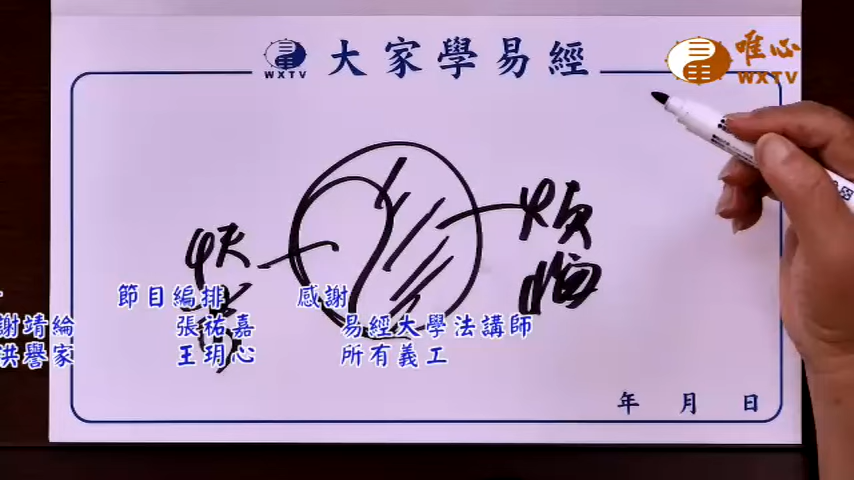 WXTV 大家學易經
唯心
WXTV
煩惱
快
節目編排 感謝
謝靖綸 張祐嘉 易經大學法講師
洪譽家 王玥心 所有義工
年 月 日